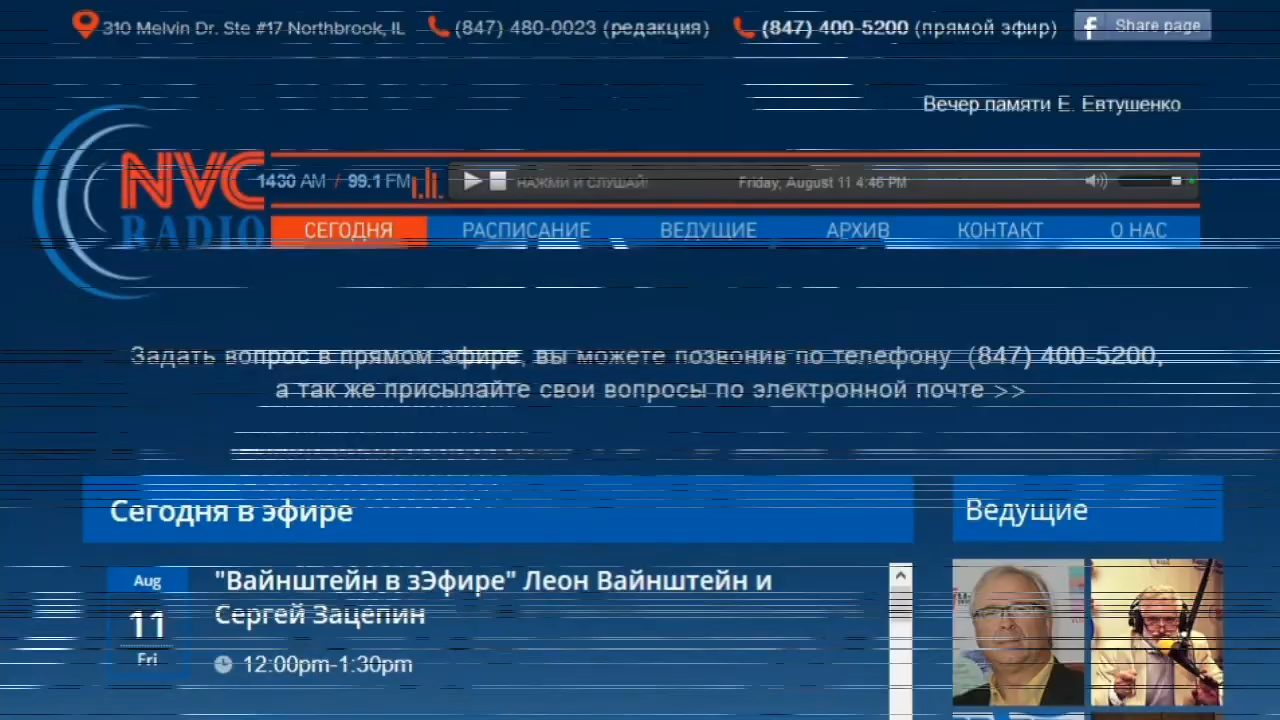 310 Melvin Dr. Ste #17 Northbrook, IL (847) 480-0023 (редакция) (847) 400-5200 (прямой эфир) Share page
Вечер памяти Е. Евтушенко
NVC
RADIO
1430 AM / 99.1 FM НАЖМИ И СЛУШАЙ! Friday, August 11 4:46 PM
СЕГОДНЯ РАСПИСАНИЕ ВЕДУЩИЕ АРХИВ КОНТАКТ О НАС
Задать вопрос в прямом эфире, вы можете позвонив по телефону (847) 400-5200,
а так же присылайте свои вопросы по электронной почте >>
Сегодня в эфире
Ведущие
Aug
11
Fri
"Вайнштейн в зЭфире" Леон Вайнштейн и
Сергей Зацепин
12:00pm-1:30pm